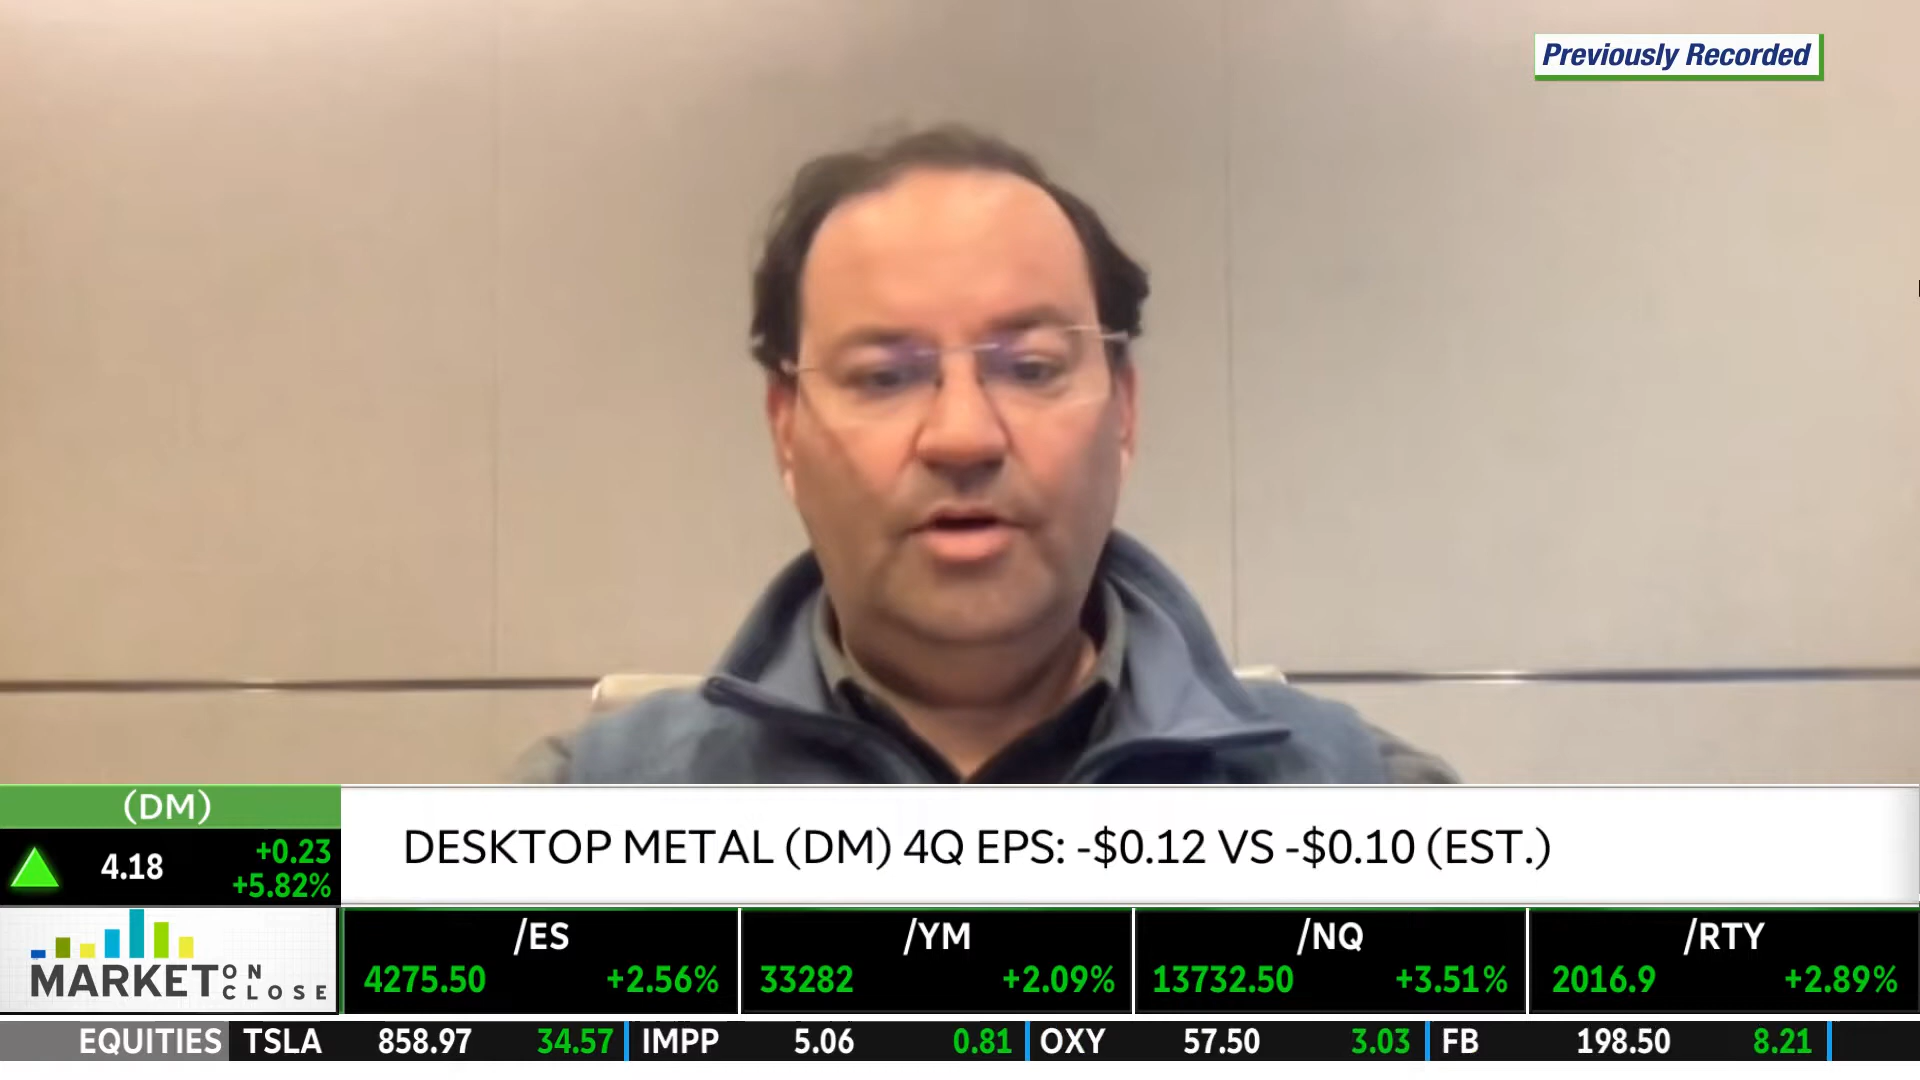 Previously Recorded
(DM)
4.18
+0.23
+5.82%
DESKTOP METAL (DM) 4Q EPS: -$0.12 VS -$0.10 (EST.)
MARKET ON CLOSE
/ES
4275.50 +2.56%
/YM
33282 +2.09%
/NQ
13732.50 +3.51%
/RTY
2016.9 +2.89%
EQUITIES TSLA 858.97 34.57 IMPP 5.06 0.81 OXY 57.50 3.03 FB 198.50 8.21